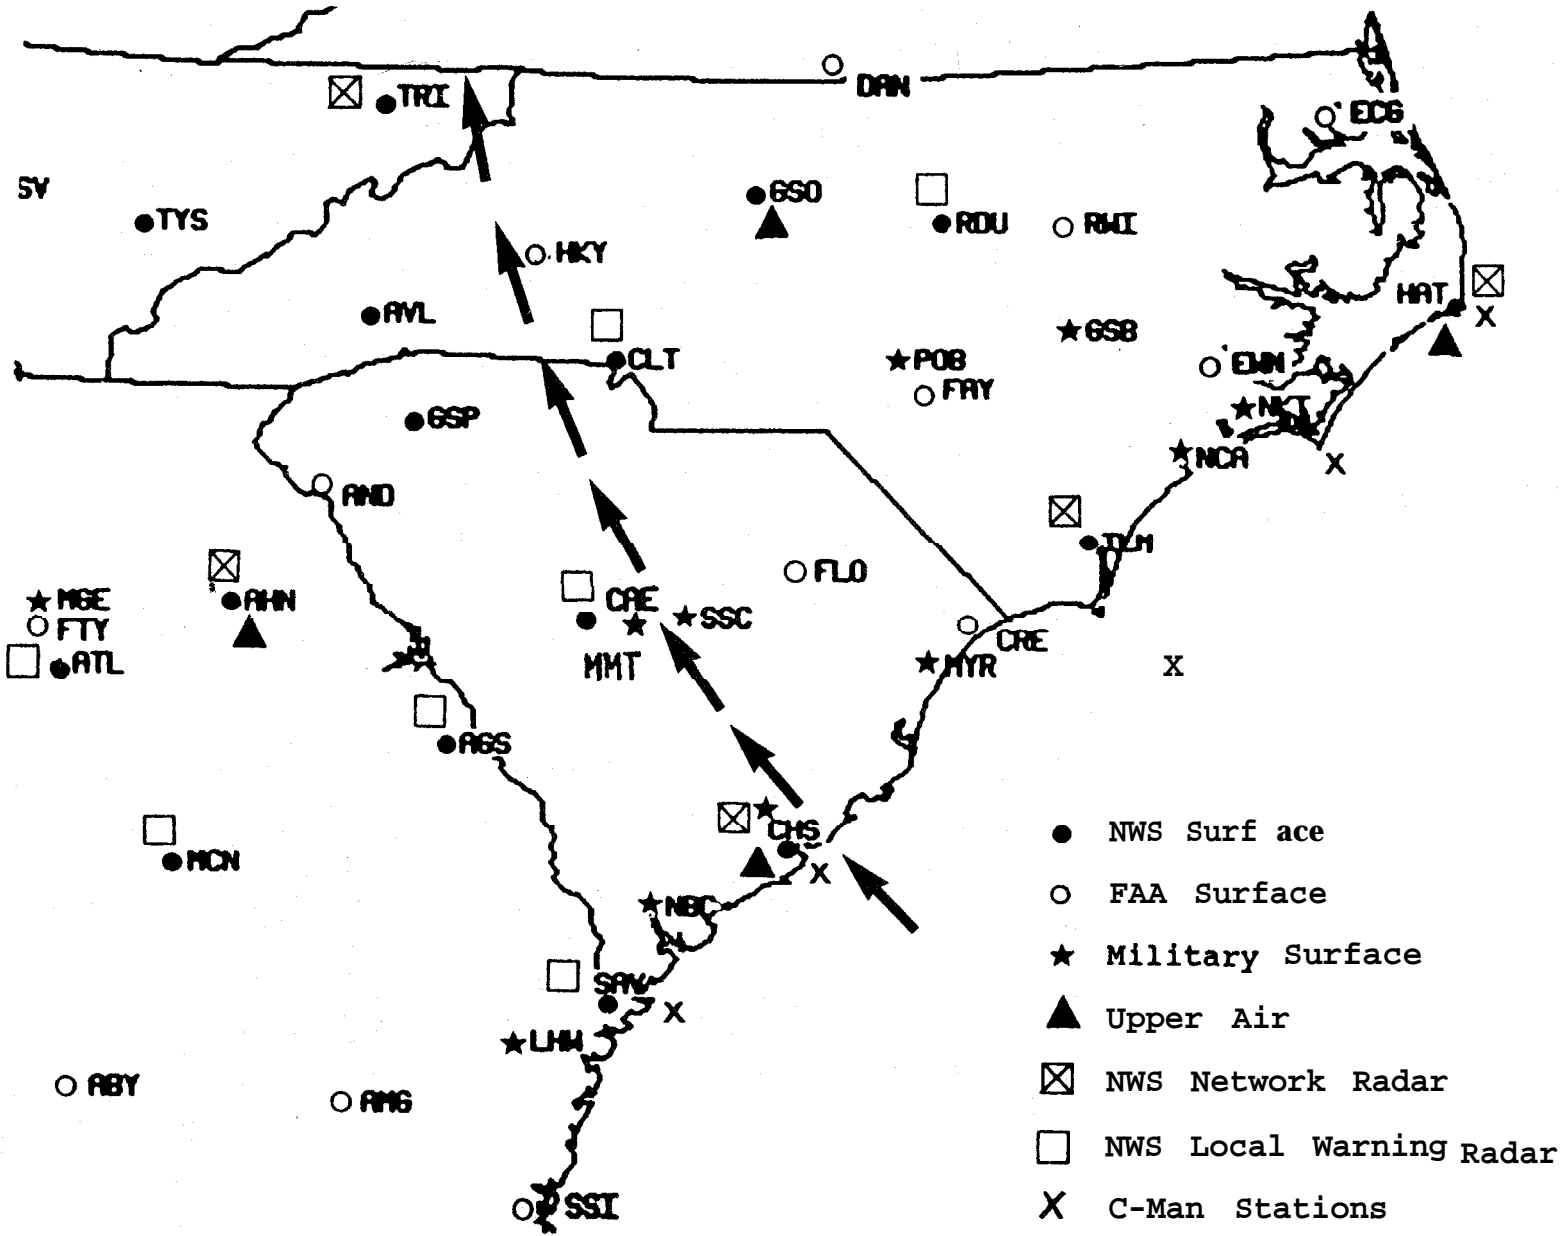 DAN
TRI
ECG
SV
TYS
GSO
RDU
RWI
HKY
HAT
X
AVL
GSB
CLT
POB
EWN
FAY
NKT
GSP
NCA
X
AND
ILM
FLO
MGE
AHN
CAE
SSC
FTY
CRE
ATL
MMT
MYR
X
AGS
CHS
MCN
X
NBC
SAV
X
LHW
ABY
AMG
SSI
NWS Surf ace
FAA Surface
Military Surface
Upper Air
NWS Network Radar
NWS Local Warning Radar
X C-Man Stations